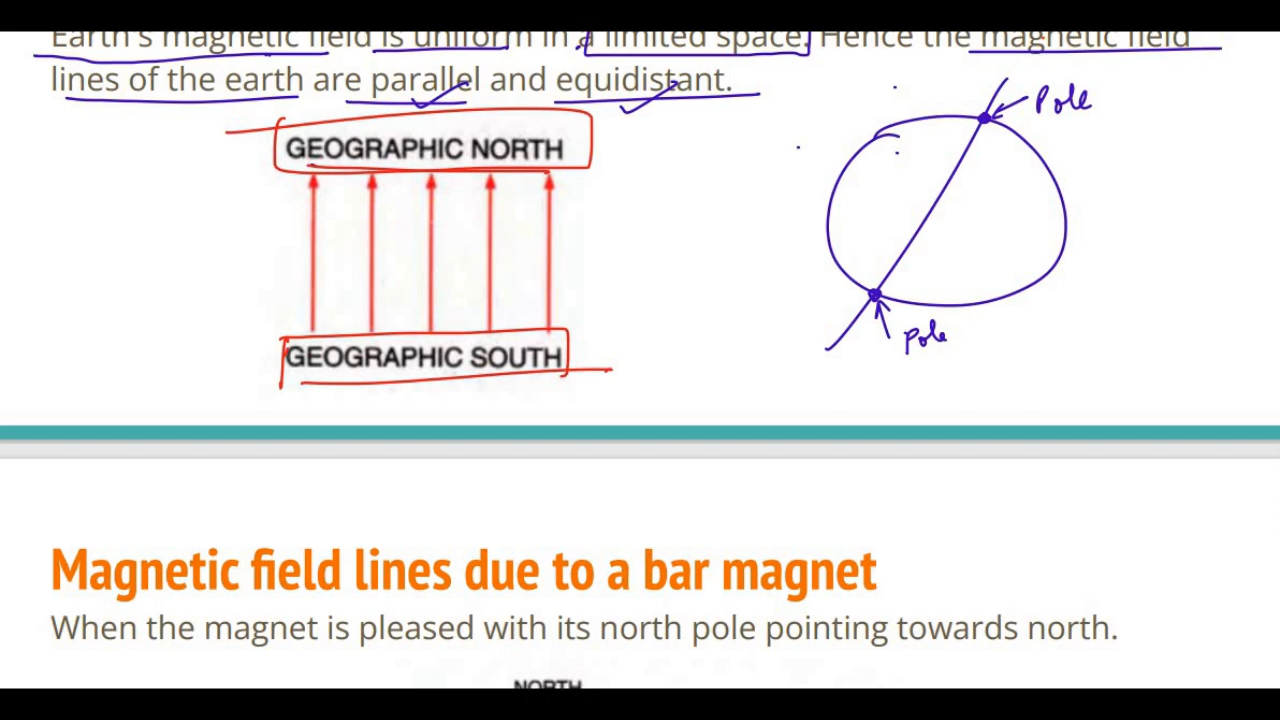 Earth's magnetic field is uniform in a limited space. Hence the magnetic field
lines of the earth are parallel and equidistant.
Pole
GEOGRAPHIC NORTH
GEOGRAPHIC SOUTH
Pole
Magnetic field lines due to a bar magnet
When the magnet is pleased with its north pole pointing towards north.
NORTH